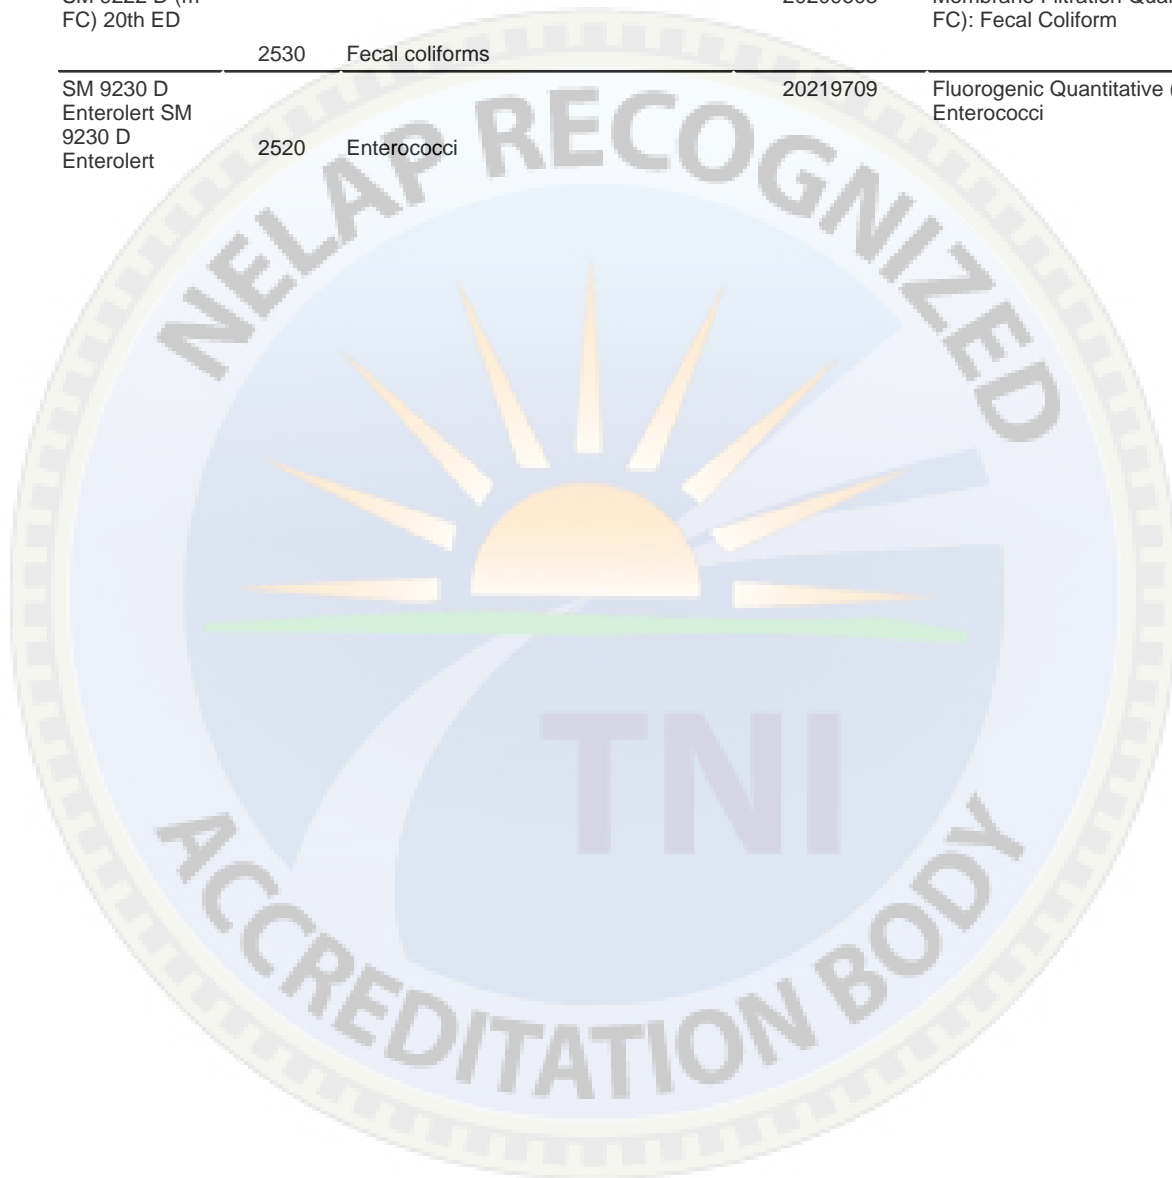 FC) 20th ED
FC): Fecal Coliform
2530 Fecal coliforms
SM 9230 D 20219709 Fluorogenic Quantitative (
Enterolert SM Enterococci
9230 D
Enterolert 2520 Enterococci
NELAP RECOGNIZED
TNI
ACCREDITATION BODY